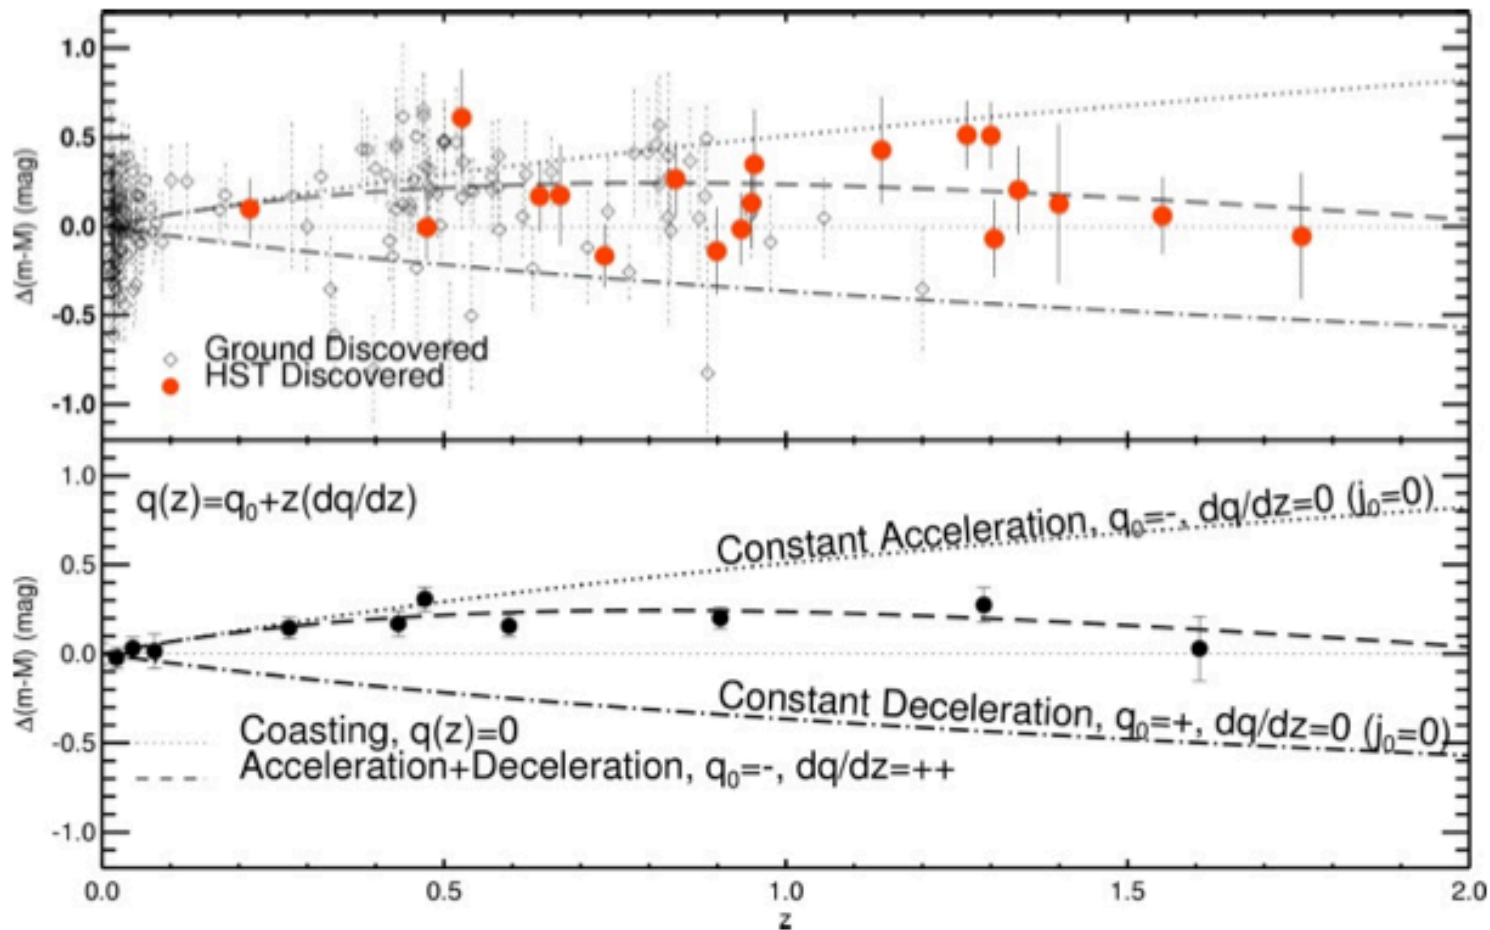 1.0
0.5
0.0
-0.5
-1.0
Δ(m-M) (mag)
Ground Discovered
HST Discovered
1.0
0.5
0.0
-0.5
-1.0
Δ(m-M) (mag)
q(z)=q₀+z(dq/dz)
Constant Acceleration, q₀=-, dq/dz=0 (j₀=0)
Constant Deceleration, q₀=+, dq/dz=0 (j₀=0)
Coasting, q(z)=0
Acceleration+Deceleration, q₀=-, dq/dz=++
0.0 0.5 1.0 1.5 2.0
z